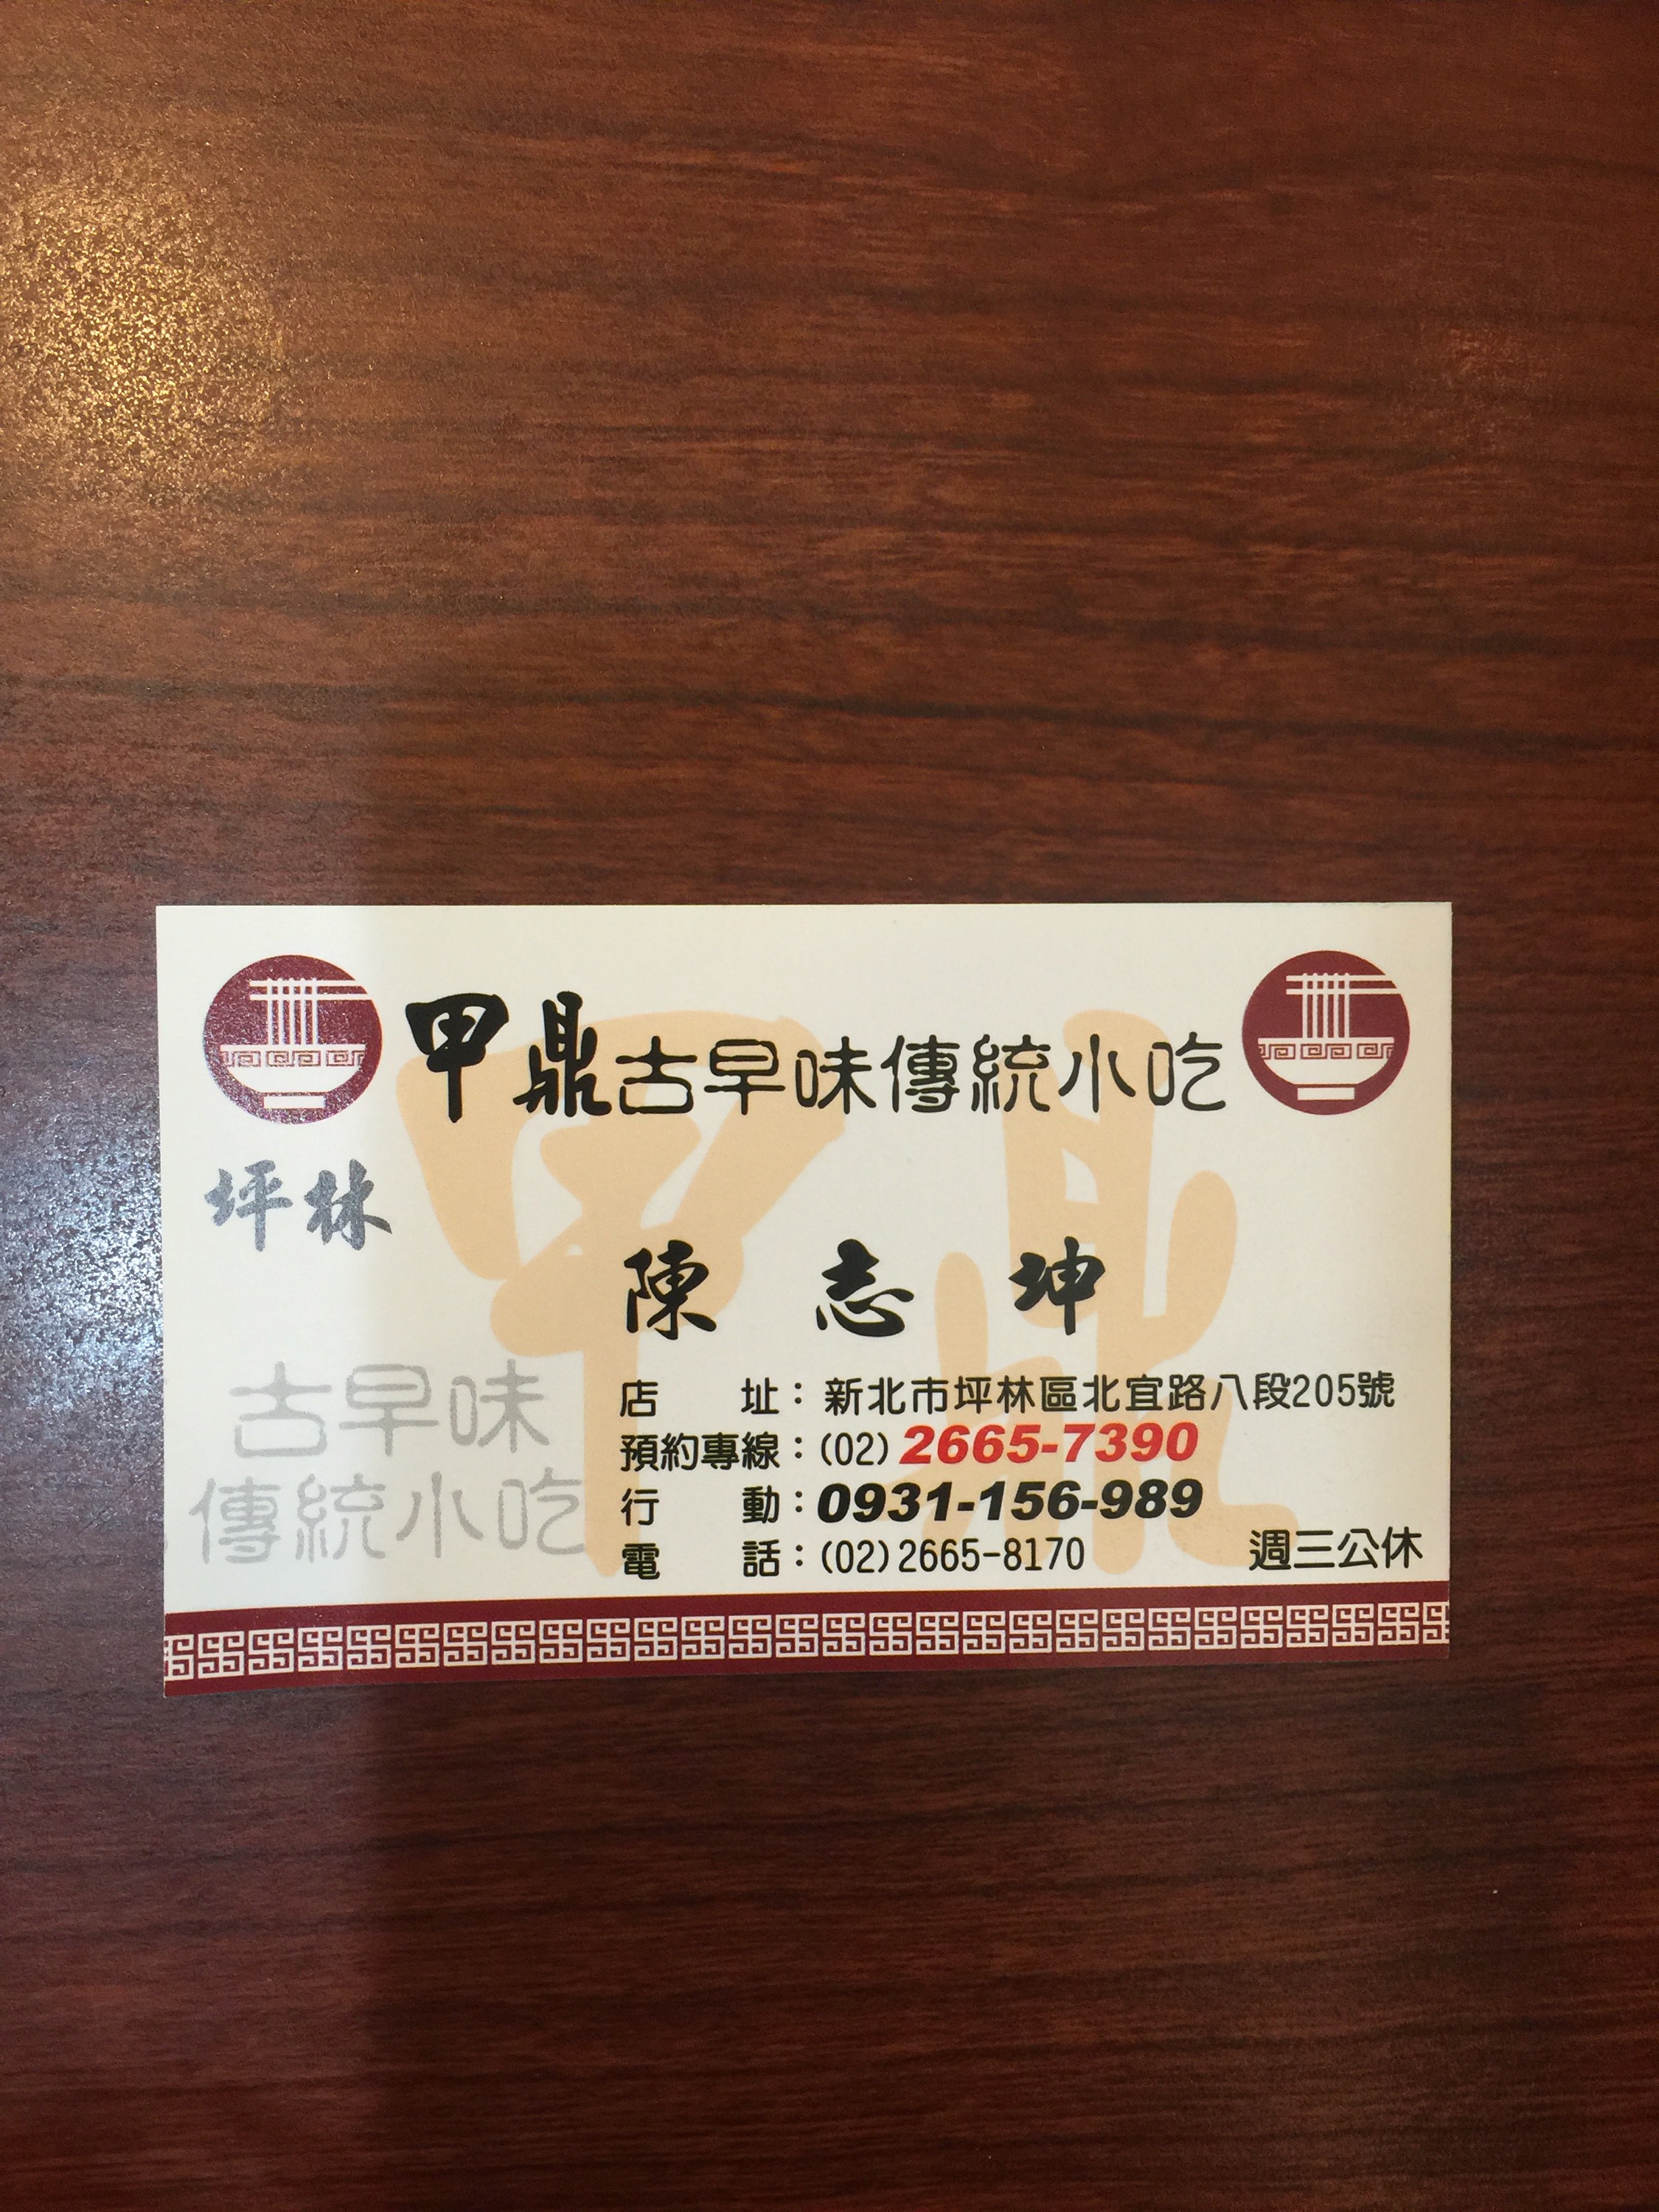 甲鼎古早味傳統小吃
坪林
甲鼎
陳志坤
古早味
傳統小吃
店址：新北市坪林區北宜路八段205號
預約專線：(02)2665-7390
行動：0931-156-989
電話：(02)2665-8170
週三公休